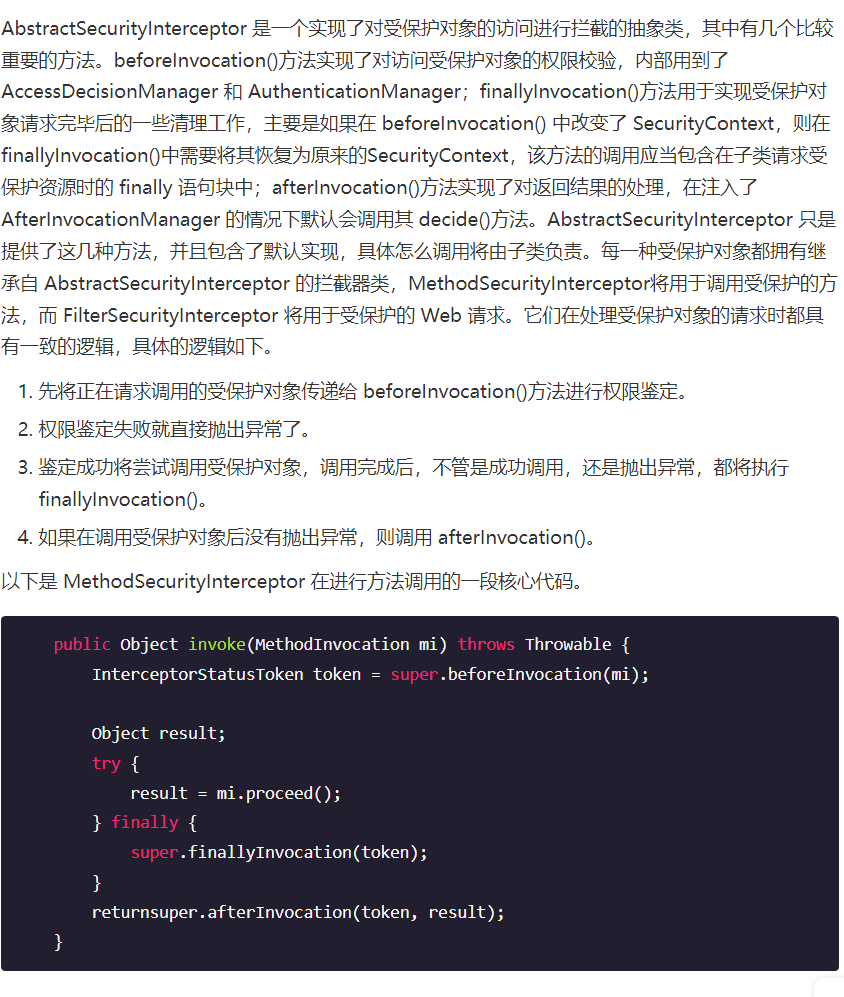 AbstractSecurityInterceptor 是一个实现了对受保护对象的访问进行拦截的抽象类，其中有几个比较
重要的方法。beforeInvocation()方法实现了对访问受保护对象的权限校验，内部用到了
AccessDecisionManager 和 AuthenticationManager；finallyInvocation()方法用于实现受保护对
象请求完毕后的一些清理工作，主要是如果在 beforeInvocation() 中改变了 SecurityContext，则在
finallyInvocation()中需要将其恢复为原来的SecurityContext，该方法的调用应当包含在子类请求受
保护资源时的 finally 语句块中；afterInvocation()方法实现了对返回结果的处理，在注入了
AfterInvocationManager 的情况下默认会调用其 decide()方法。AbstractSecurityInterceptor 只是
提供了这几种方法，并且包含了默认实现，具体怎么调用将由子类负责。每一种受保护对象都拥有继
承自 AbstractSecurityInterceptor 的拦截器类，MethodSecurityInterceptor将用于调用受保护的方
法，而 FilterSecurityInterceptor 将用于受保护的 Web 请求。它们在处理受保护对象的请求时都具
有一致的逻辑，具体的逻辑如下。
1. 先将正在请求调用的受保护对象传递给 beforeInvocation()方法进行权限鉴定。
2. 权限鉴定失败就直接抛出异常了。
3. 鉴定成功将尝试调用受保护对象，调用完成后，不管是成功调用，还是抛出异常，都将执行
finallyInvocation()。
4. 如果在调用受保护对象后没有抛出异常，则调用 afterInvocation()。
以下是 MethodSecurityInterceptor 在进行方法调用的一段核心代码。
public Object invoke(MethodInvocation mi) throws Throwable {
InterceptorStatusToken token = super.beforeInvocation(mi);
Object result;
try {
result = mi.proceed();
} finally {
super.finallyInvocation(token);
}
returnsuper.afterInvocation(token, result);
}